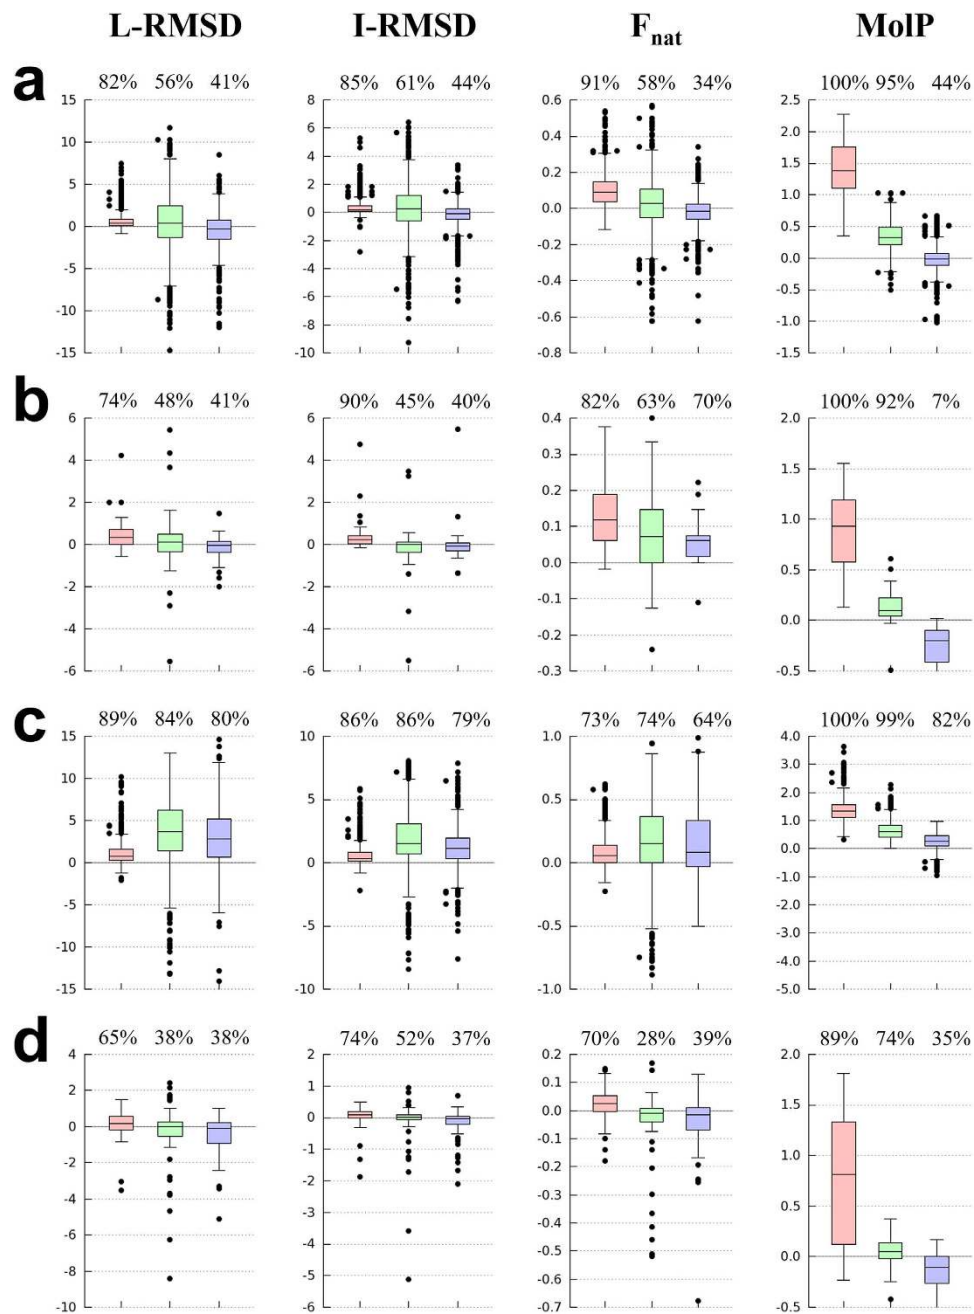 L-RMSD I-RMSD Fnat MolP
a
82% 56% 41% 85% 61% 44% 91% 58% 34% 100% 95% 44%
15 8 0.6 2.5
10 6 0.4 2.0
5 4 0.2 1.5
0 2 0.0 1.0
-5 0 -0.2 0.5
-10 -2 -0.4 0.0
-15 -4 -0.6 -0.5
-6 -0.8 -1.0
-8 -1.5
-10
b
74% 48% 41% 90% 45% 40% 82% 63% 70% 100% 92% 7%
6 6 0.4 2.0
4 4 0.3 1.5
2 2 0.2 1.0
0 0 0.1 0.5
-2 -2 0.0 0.0
-4 -4 -0.1 -0.5
-6 -6 -0.2
-0.3
c
89% 84% 80% 86% 86% 79% 73% 74% 64% 100% 99% 82%
15 10 1.0 4.0
10 5 0.5 3.0
5 0 0.0 2.0
0 -5 -0.5 1.0
-5 -10 -1.0 0.0
-10 -1.0
-15 -2.0
-3.0
-4.0
-5.0
d
65% 38% 38% 74% 52% 37% 70% 28% 39% 89% 74% 35%
4 2 0.2 2.0
2 1 0.1 1.5
0 0 0.0 1.0
-2 -1 -0.1 0.5
-4 -2 -0.2 0.0
-6 -3 -0.3 -0.5
-8 -4 -0.4
-10 -5 -0.5
-6 -0.6
-0.7